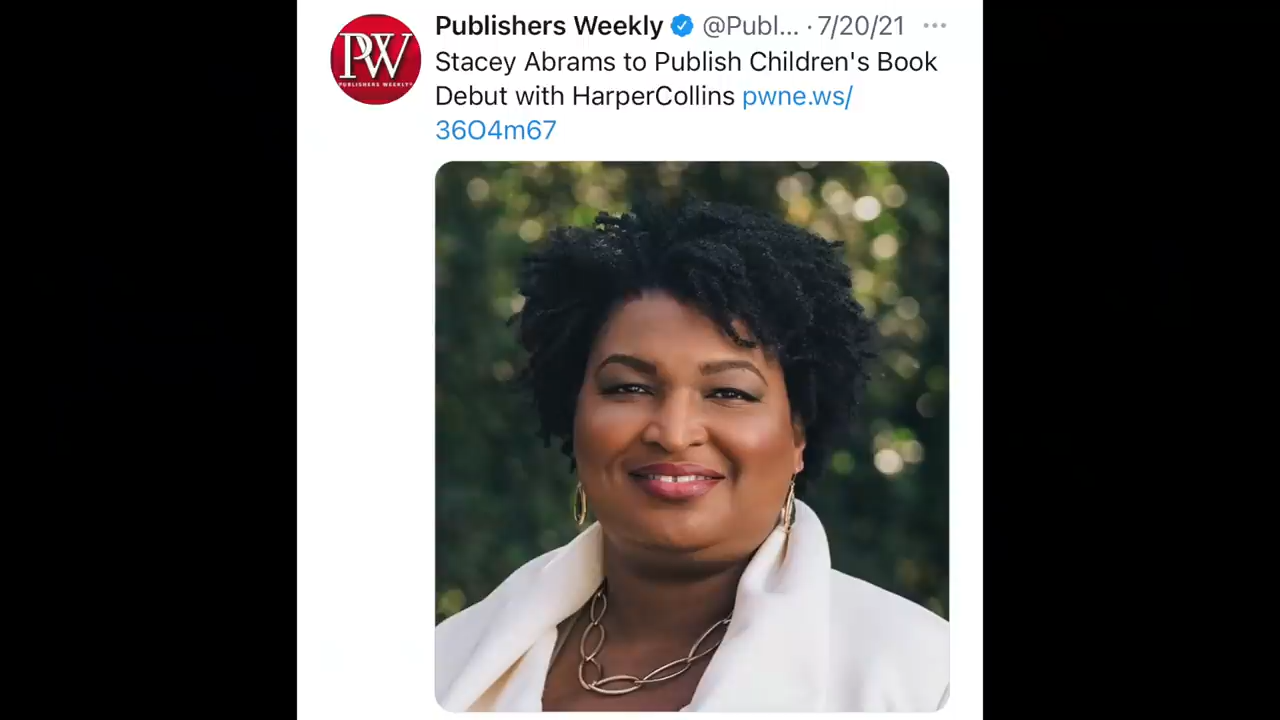 PW
PUBLISHERS WEEKLY
Publishers Weekly @Publ... · 7/20/21 ...
Stacey Abrams to Publish Children's Book
Debut with HarperCollins pwne.ws/
36O4m67